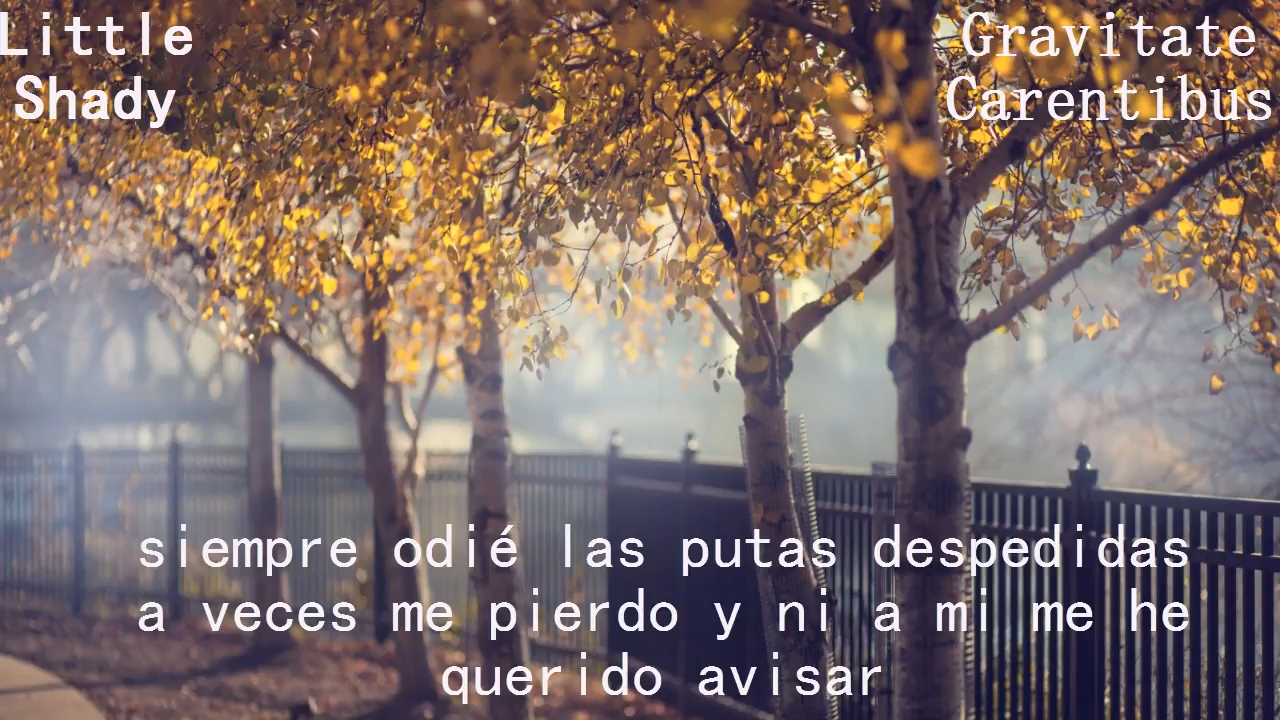 Little
Shady
Gravitate
Carentibus
siempre odié las putas despedidas
a veces me pierdo y ni a mi me he
querido avisar